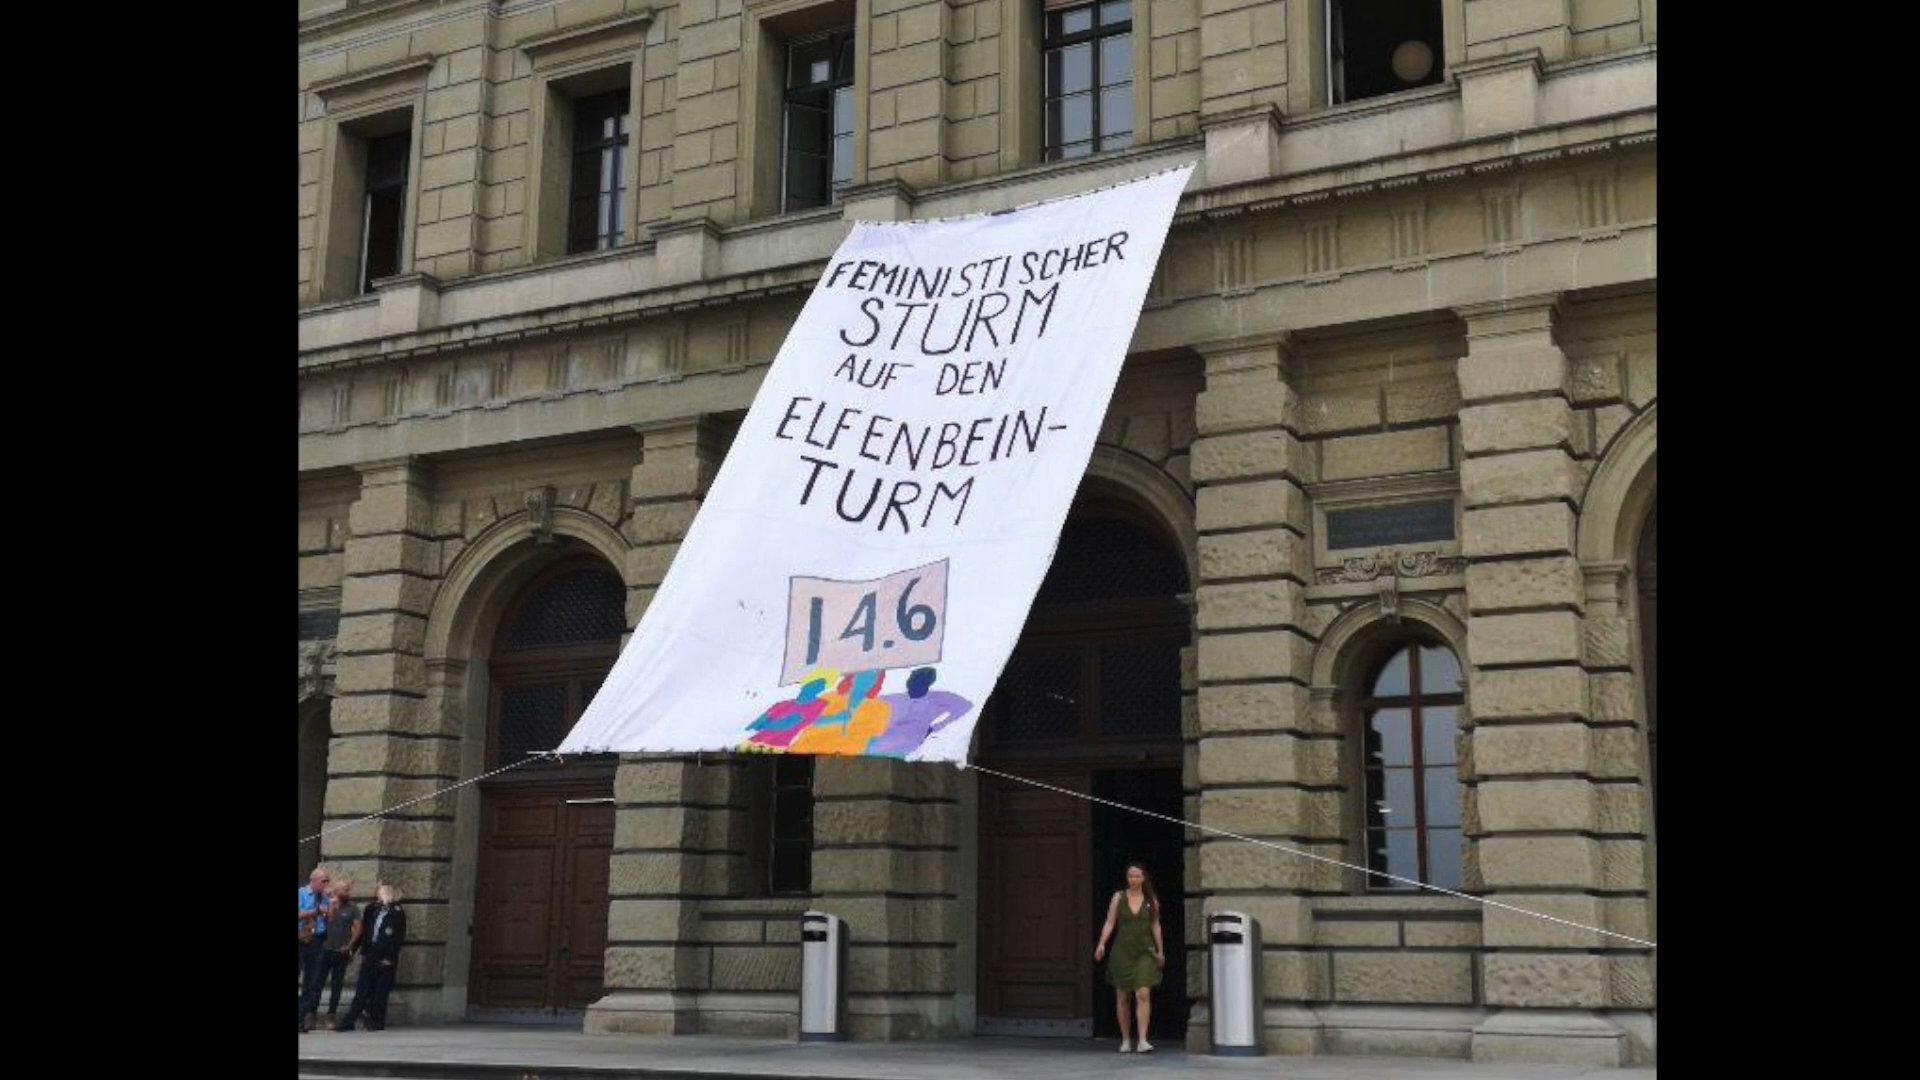 FEMINISTISCHER
STURM
AUF DEN
ELFENBEIN-
TURM
14.6